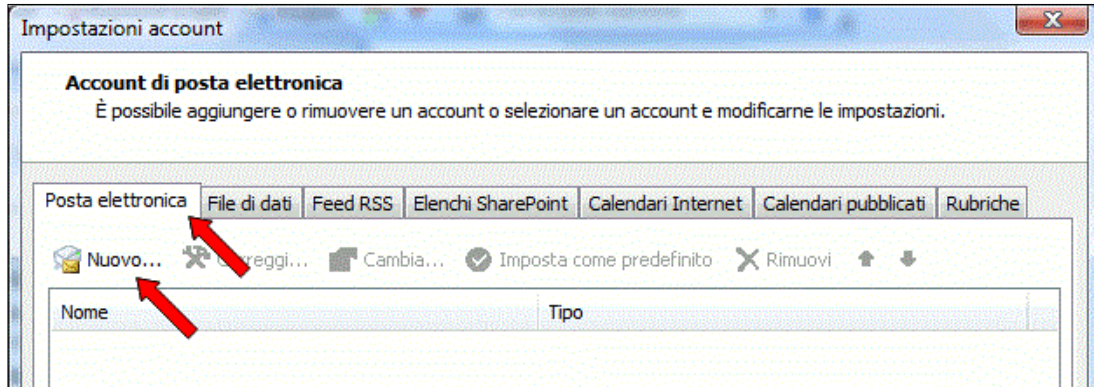 Impostazioni account
Account di posta elettronica
È possibile aggiungere o rimuovere un account o selezionare un account e modificarne le impostazioni.
Posta elettronica File di dati Feed RSS Elenchi SharePoint Calendari Internet Calendari pubblicati Rubriche
Nuovo... Cambia... Imposta come predefinito Rimuovi
Nome Tipo